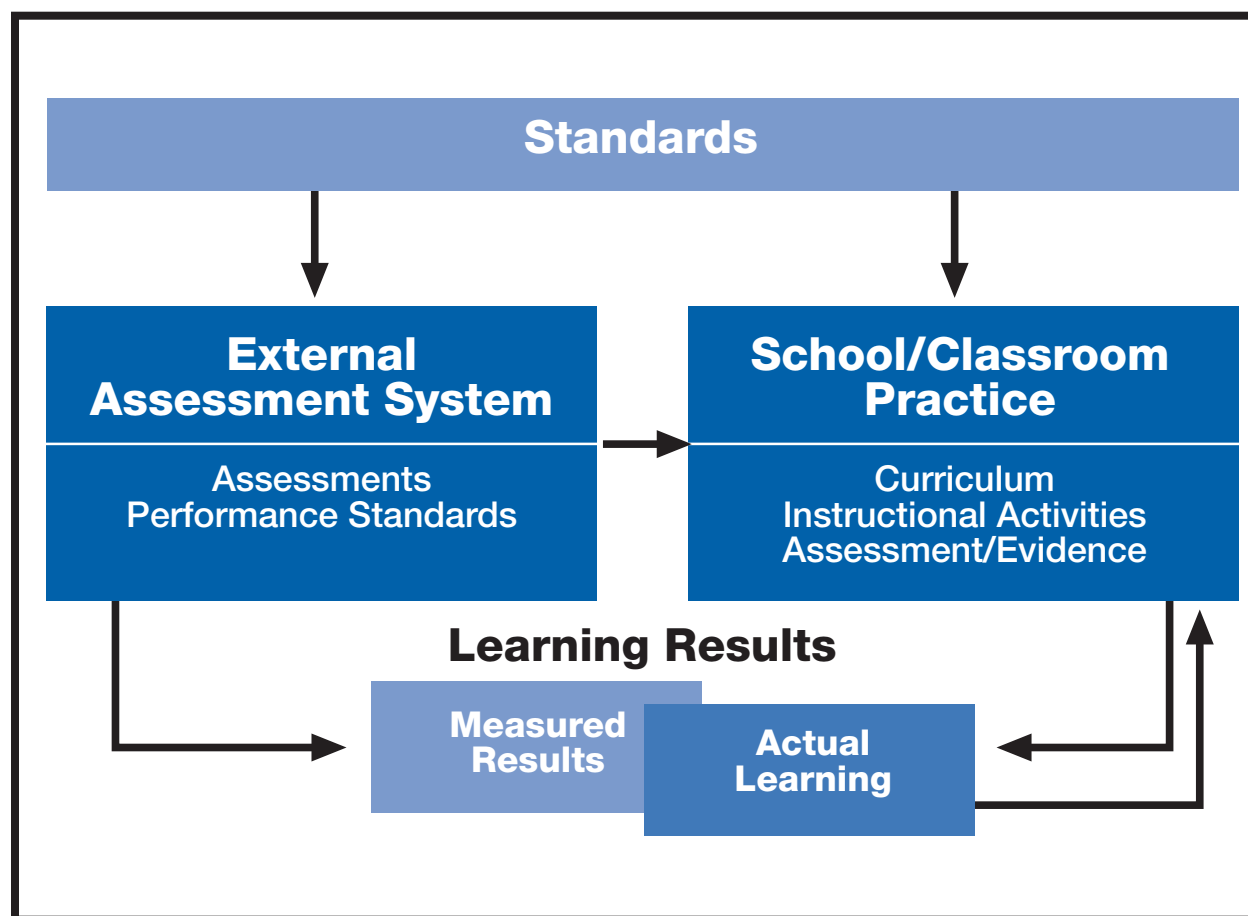 Standards
External
Assessment System
Assessments
Performance Standards
School/Classroom
Practice
Curriculum
Instructional Activities
Assessment/Evidence
Learning Results
Measured
Results
Actual
Learning